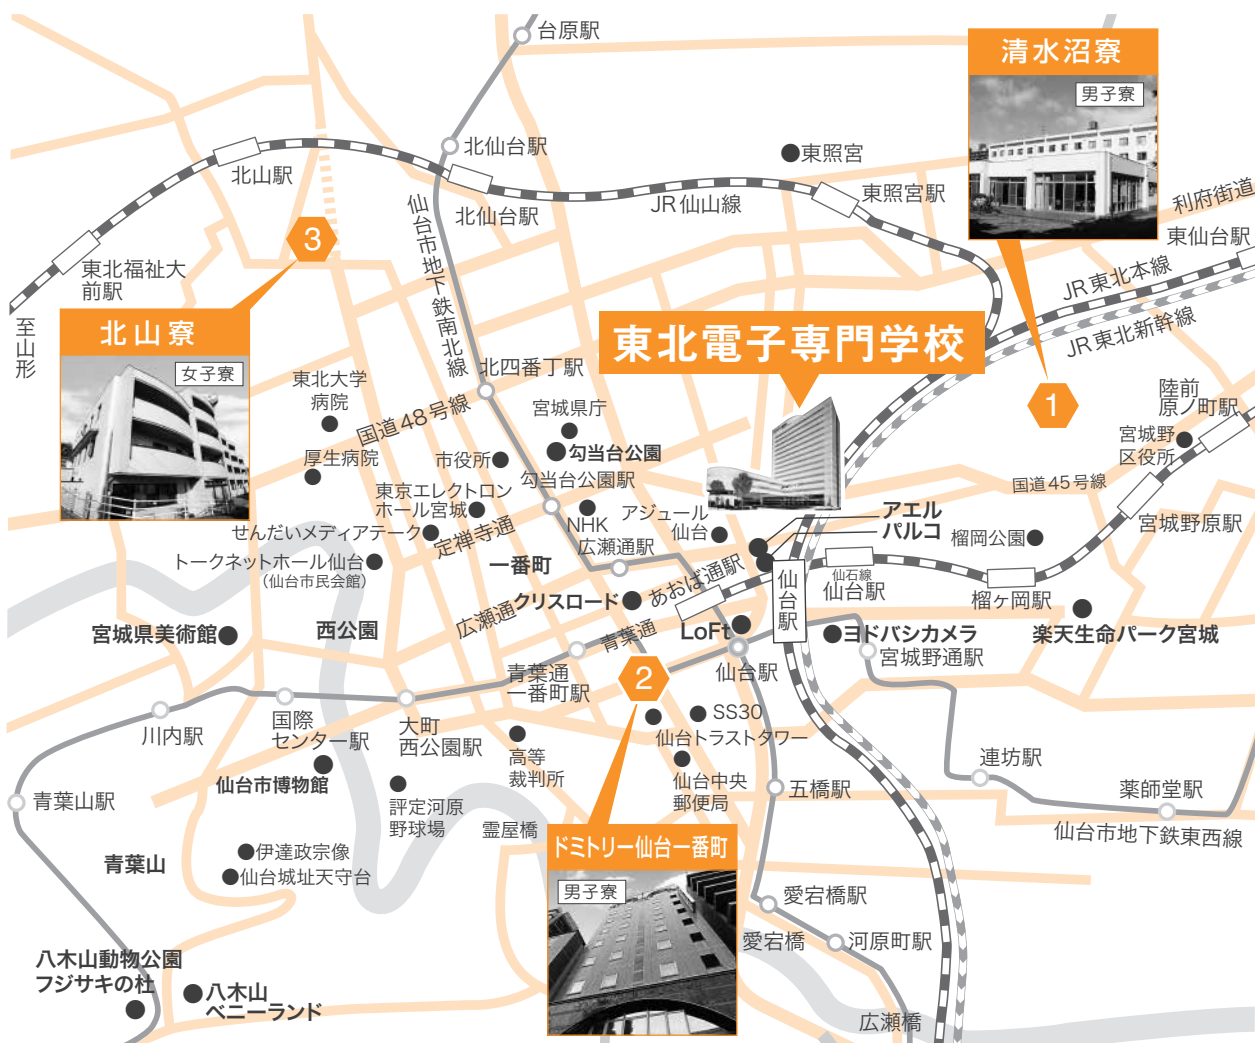 台原駅
清水沼寮
男子寮
北仙台駅
東照宮
北山駅
東照宮駅
北仙台駅
JR仙山線
利府街道
東仙台駅
3
仙台市地下鉄南北線
東北福祉大
前駅
JR東北本線
JR東北新幹線
至山形
北山寮
女子寮
東北電子専門学校
北四番丁駅
東北大学
病院
国道48号線
宮城県庁
1
陸前
原ノ町駅
宮城野
区役所
勾当台公園
厚生病院
市役所
勾当台公園駅
国道45号線
東京エレクトロン
ホール宮城
NHK
アジュール
仙台
アエル
パルコ
宮城野原駅
せんだいメディアテーク
定禅寺通
広瀬通駅
榴岡公園
トークネットホール仙台
(仙台市民会館)
一番町
あおば通駅
仙台駅
仙石線
仙台駅
榴ヶ岡駅
クリスロード
広瀬通
青葉通
LoFt
ヨドバシカメラ
楽天生命パーク宮城
宮城県美術館
西公園
宮城野通駅
青葉通
一番町駅
2
仙台駅
川内駅
国際
センター駅
大町
西公園駅
SS30
仙台トラストタワー
高等
裁判所
仙台中央
郵便局
連坊駅
仙台市博物館
五橋駅
薬師堂駅
青葉山駅
評定河原
野球場
霊屋橋
仙台市地下鉄東西線
ドミトリー仙台一番町
男子寮
青葉山
伊達政宗像
仙台城址天守台
愛宕橋駅
愛宕橋
河原町駅
八木山動物公園
フジサキの杜
八木山
ベニーランド
広瀬橋